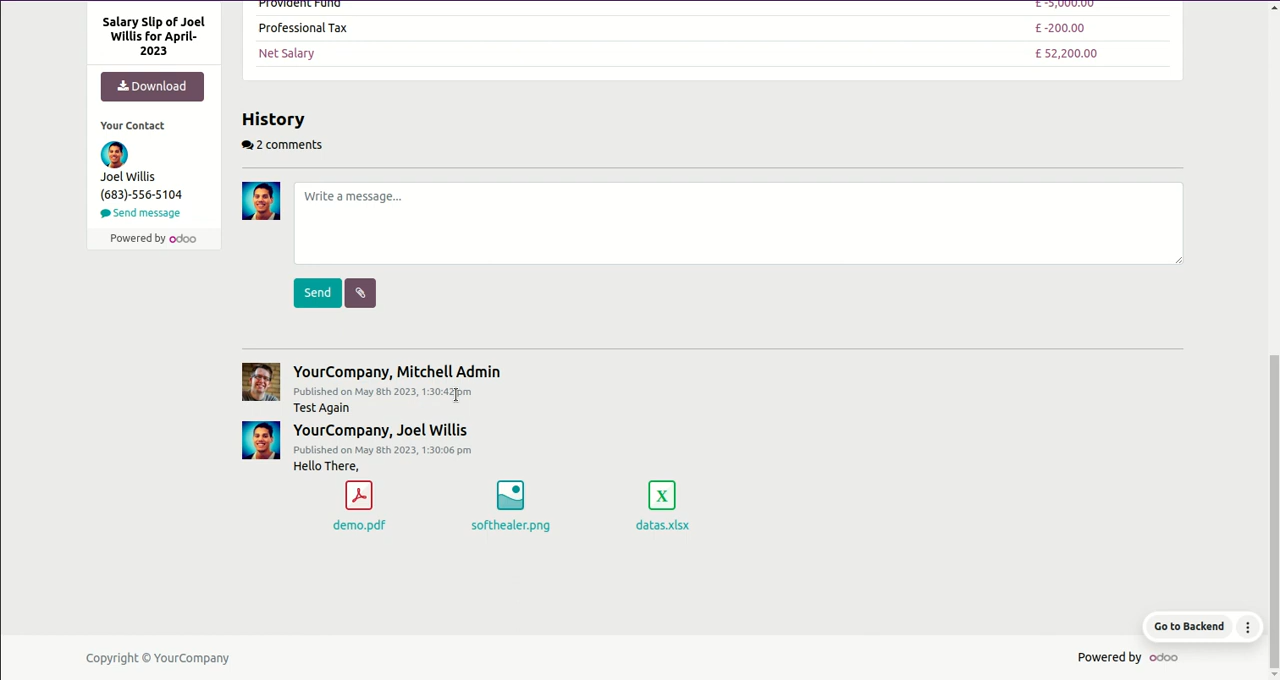 Salary Slip of Joel
Willis for April-
2023
Download
Your Contact
Joel Willis
(683)-556-5104
Send message
Powered by odoo
Provident Fund £ -5,000.00
Professional Tax £ -200.00
Net Salary £ 52,200.00
History
2 comments
Write a message...
Send
YourCompany, Mitchell Admin
Published on May 8th 2023, 1:30:42 pm
Test Again
YourCompany, Joel Willis
Published on May 8th 2023, 1:30:06 pm
Hello There,
X
demo.pdf softhealer.png datas.xlsx
Go to Backend
Copyright © YourCompany
Powered by odoo